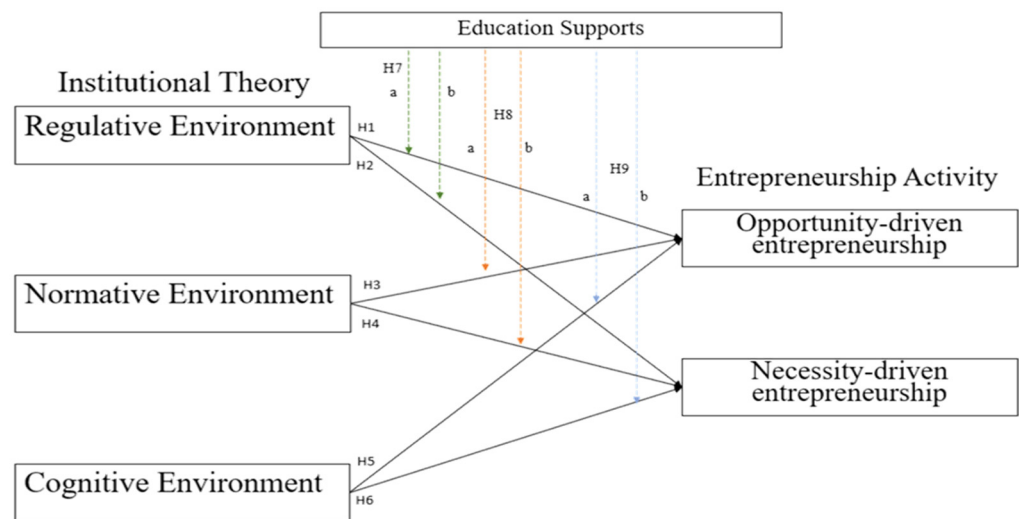 Education Supports
Institutional Theory
H7
a
b
Regulative Environment
H1
H2
H8
a
b
H9
a
b
Entrepreneurship Activity
Opportunity-driven
entrepreneurship
Normative Environment
H3
H4
Necessity-driven
entrepreneurship
Cognitive Environment
H5
H6